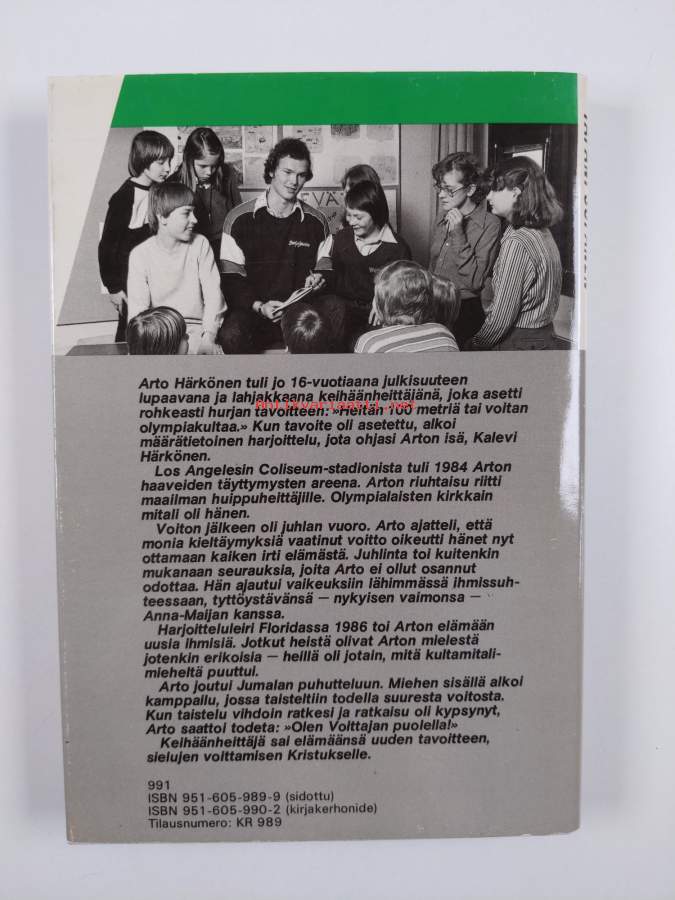 EVÄ
Arto Härkönen tuli jo 16-vuotiaana julkisuuteen
lupaavana ja lahjakkaana keihäänheittäjänä, joka asetti
rohkeasti hurjan tavoitteen: »Heitän 100 metriä tai voitan
olympiakultaa.» Kun tavoite oli asetettu, alkoi
määrätietoinen harjoittelu, jota ohjasi Arton isä, Kalevi
Härkönen.
Los Angelesin Coliseum-stadionista tuli 1984 Arton
haaveiden täyttymysten areena. Arton riuhtaisu riitti
maailman huippuheittäjille. Olympialaisten kirkkain
mitali oli hänen.
Voiton jälkeen oli juhlan vuoro. Arto ajatteli, että
monia kieltäymyksiä vaatinut voitto oikeutti hänet nyt
ottamaan kaiken irti elämästä. Juhlinta toi kuitenkin
mukanaan seurauksia, joita Arto ei ollut osannut
odottaa. Hän ajautui vaikeuksiin lähimmässä ihmissuh-
teessaan, tyttöystävänsä — nykyisen vaimonsa —
Anna-Maijan kanssa.
Harjoitteluleiri Floridassa 1986 toi Arton elämään
uusia ihmisiä. Jotkut heistä olivat Arton mielestä
jotenkin erikoisia — heillä oli jotain, mitä kultamitali-
mieheltä puuttui.
Arto joutui Jumalan puhutteluun. Miehen sisällä alkoi
kamppailu, jossa taisteltiin todella suuresta voitosta.
Kun taistelu vihdoin ratkesi ja ratkaisu oli kypsynyt,
Arto saattoi todeta: »Olen Voittajan puolella!»
Keihäänheittäjä sai elämäänsä uuden tavoitteen,
sielujen voittamisen Kristukselle.
991
ISBN 951-605-989-9 (sidottu)
ISBN 951-605-990-2 (kirjakerhonide)
Tilausnumero: KR 989